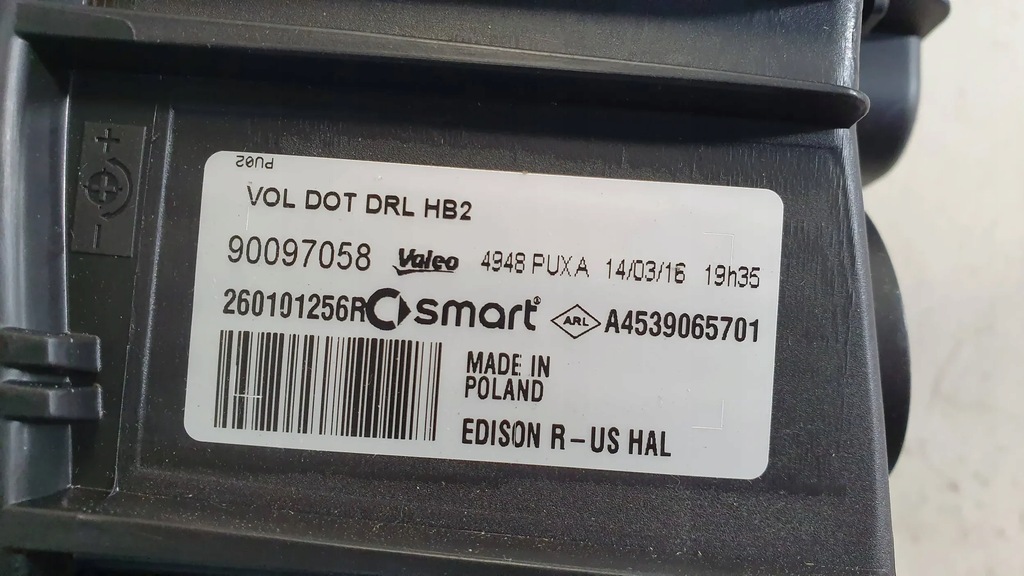 PU02
VOL DOT DRL HB2
90097058 Valeo 4948 PUXA 14/03/16 19h35
260101256R smart® ARL A4539065701
MADE IN
POLAND
EDISON R-US HAL
+
-